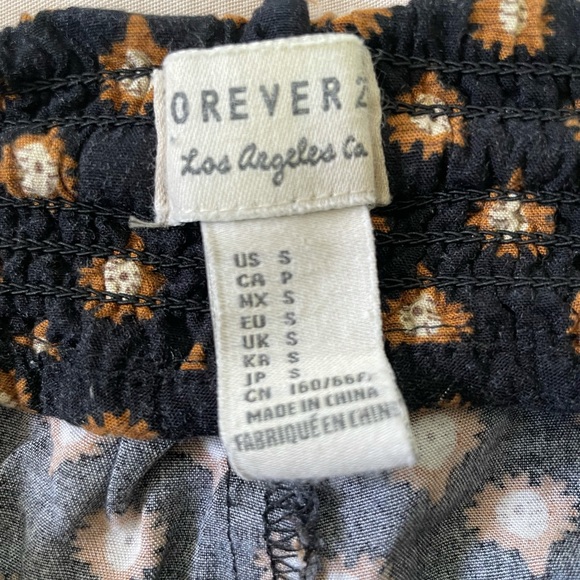 OREVER 2
Los Angeles Ca
US S
CA P
MX S
EU S
UK S
KR S
JP S
CN 160/66A
MADE IN CHINA
FABRIQUÉ EN CHINE